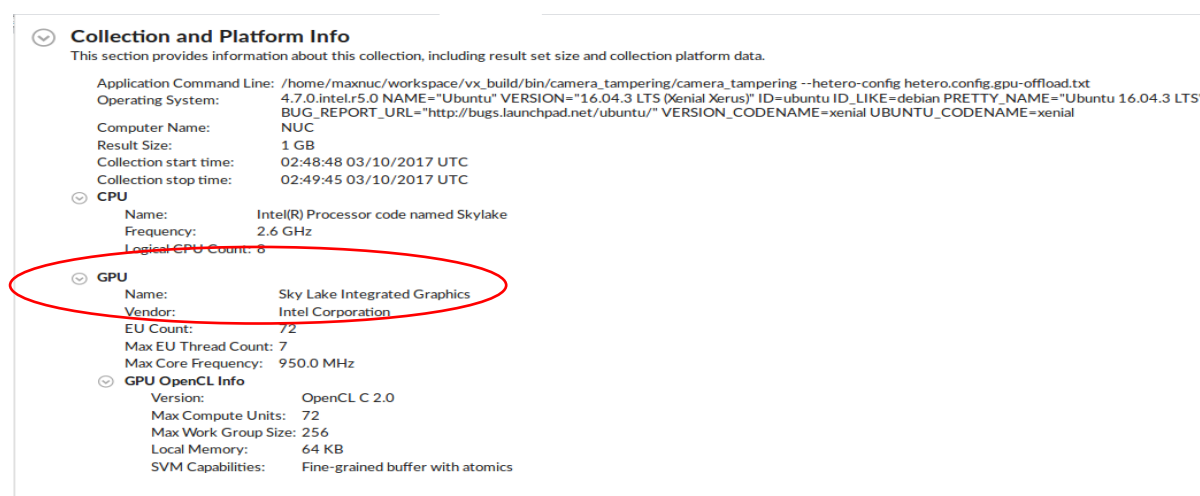 Collection and Platform Info
This section provides information about this collection, including result set size and collection platform data.
Application Command Line: /home/maxnuc/workspace/vx_build/bin/camera_tampering/camera_tampering --hetero-config hetero.config.gpu-offload.txt
Operating System: 4.7.0.intel.r5.0 NAME="Ubuntu" VERSION="16.04.3 LTS (Xenial Xerus)" ID=ubuntu ID_LIKE=debian PRETTY_NAME="Ubuntu 16.04.3 LTS"
BUG_REPORT_URL="http://bugs.launchpad.net/ubuntu/" VERSION_CODENAME=xenial UBUNTU_CODENAME=xenial
Computer Name: NUC
Result Size: 1 GB
Collection start time: 02:48:48 03/10/2017 UTC
Collection stop time: 02:49:45 03/10/2017 UTC
CPU
Name: Intel(R) Processor code named Skylake
Frequency: 2.6 GHz
Logical CPU Count: 8
GPU
Name: Sky Lake Integrated Graphics
Vendor: Intel Corporation
EU Count: 72
Max EU Thread Count: 7
Max Core Frequency: 950.0 MHz
GPU OpenCL Info
Version: OpenCL C 2.0
Max Compute Units: 72
Max Work Group Size: 256
Local Memory: 64 KB
SVM Capabilities: Fine-grained buffer with atomics